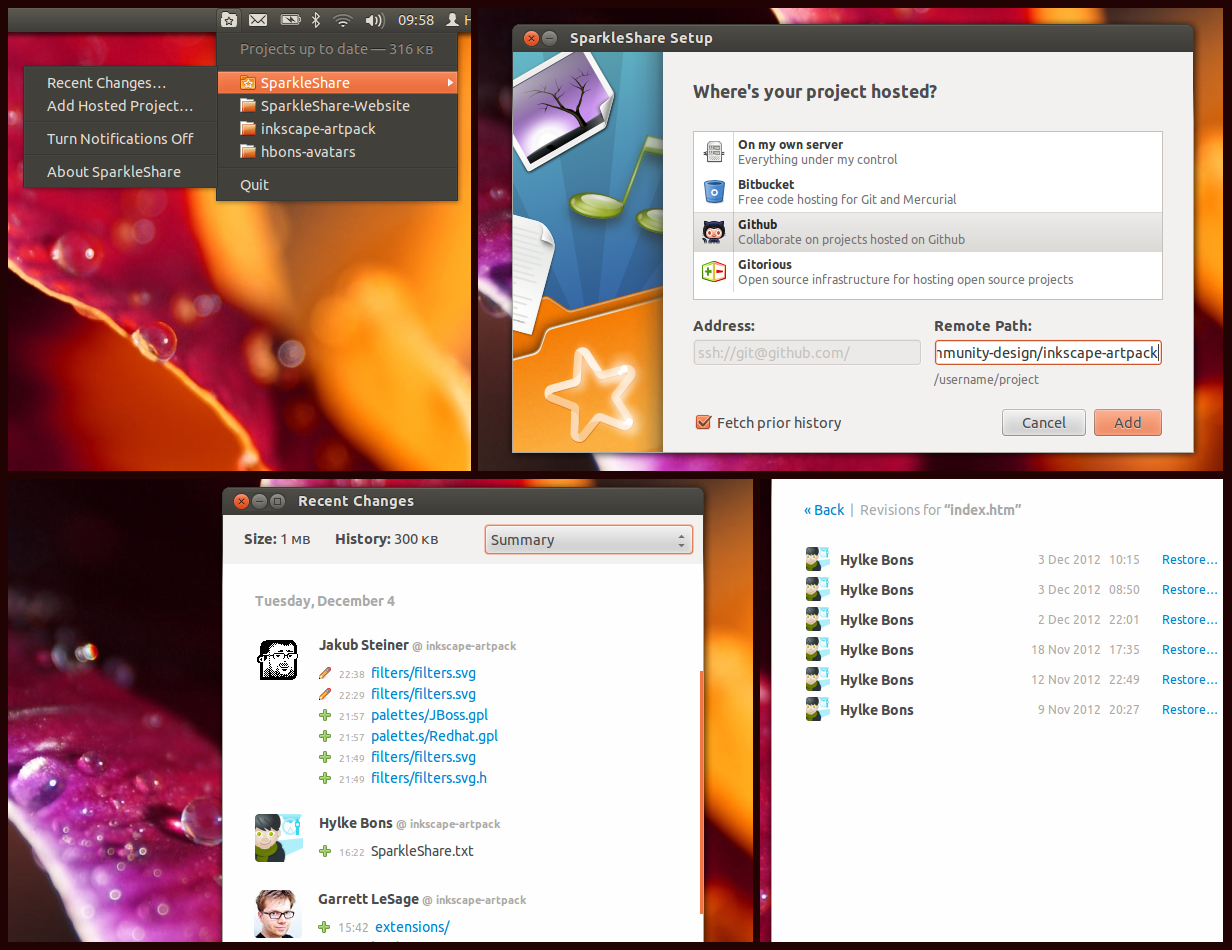 09:58
Projects up to date — 316 KB
Recent Changes…
Add Hosted Project…
Turn Notifications Off
About SparkleShare
SparkleShare
SparkleShare-Website
inkscape-artpack
hbons-avatars
Quit
SparkleShare Setup
Where's your project hosted?
On my own server
Everything under my control
Bitbucket
Free code hosting for Git and Mercurial
Github
Collaborate on projects hosted on Github
Gitorious
Open source infrastructure for hosting open source projects
Address: Remote Path:
ssh://git@github.com/ munity-design/inkscape-artpack
/username/project
Fetch prior history Cancel Add
Recent Changes
Size: 1 MB History: 300 KB Summary
Tuesday, December 4
Jakub Steiner @ inkscape-artpack
22:38 filters/filters.svg
22:29 filters/filters.svg
21:57 palettes/JBoss.gpl
21:57 palettes/Redhat.gpl
21:49 filters/filters.svg
21:49 filters/filters.svg.h
Hylke Bons @ inkscape-artpack
16:22 SparkleShare.txt
Garrett LeSage @ inkscape-artpack
15:42 extensions/
« Back | Revisions for “index.htm”
Hylke Bons 3 Dec 2012 10:15 Restore…
Hylke Bons 3 Dec 2012 08:50 Restore…
Hylke Bons 2 Dec 2012 22:01 Restore…
Hylke Bons 18 Nov 2012 17:35 Restore…
Hylke Bons 12 Nov 2012 22:49 Restore…
Hylke Bons 9 Nov 2012 20:27 Restore…